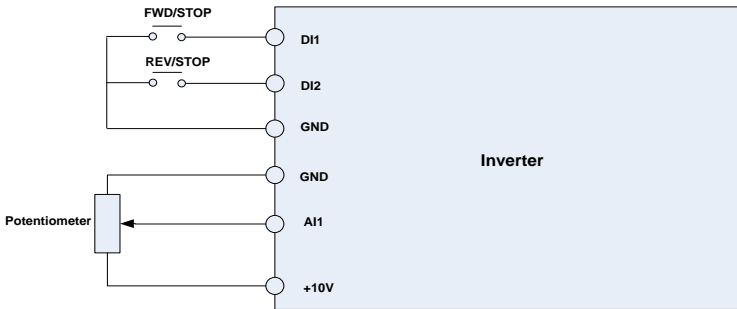 FWD/STOP
DI1
REV/STOP
DI2
GND
GND
Inverter
Potentiometer
AI1
+10V